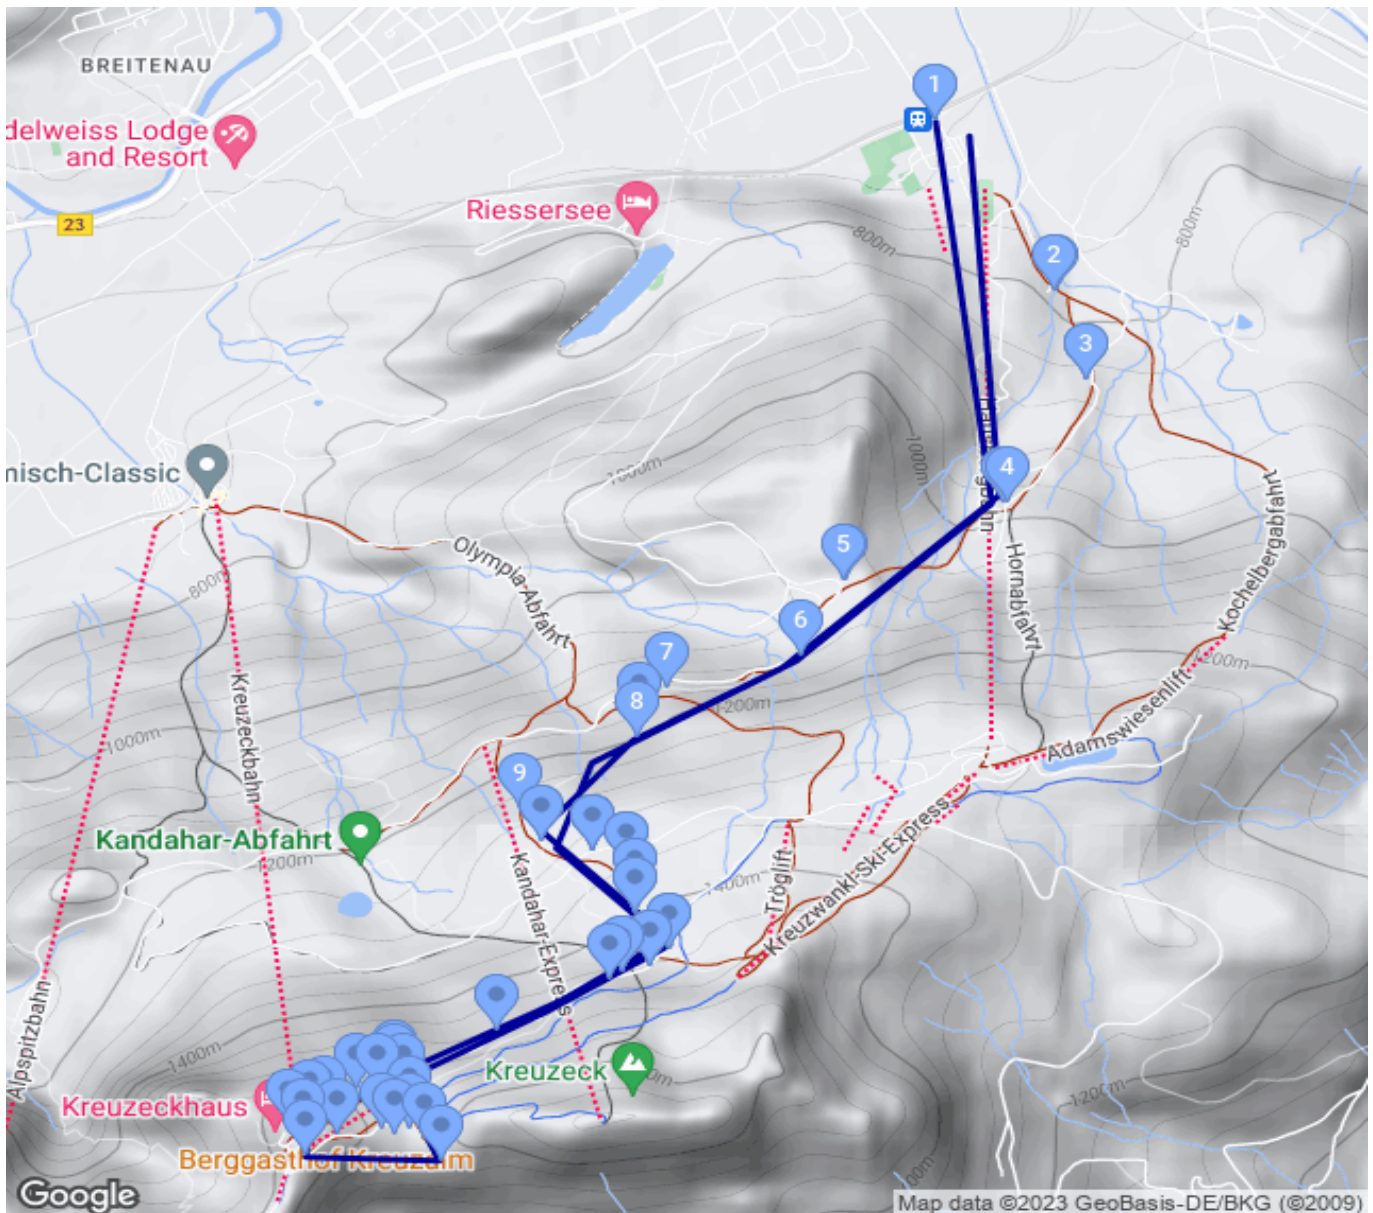 BREITENAU
delweiss Lodge
and Resort
23
Riessersee
1
800m
800m
2
3
1000m
1000m
4
misch-Classic
Olympia-Abfahrt
Hornabfahrt
Kochelbergabfahrt
5
6
7
8
9
800m
1200m
1200m
Adamswiesenlift
1000m
Kreuzeckbahn
Kandahar-Abfahrt
1200m
Kandahar-Express
1400m
Tröglift
Kreuzwankl-Ski-Express
Alpspitzbahn
1400m
Kreuzeck
1200m
Kreuzeckhaus
Berggasthof Kreuzalm
Google
Map data ©2023 GeoBasis-DE/BKG (©2009)